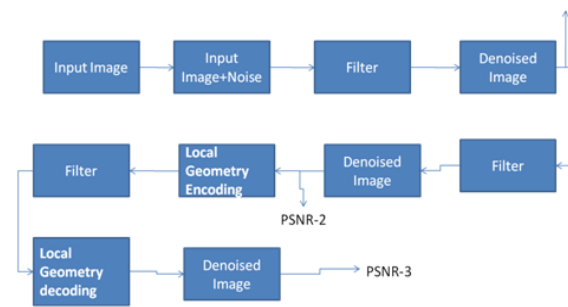 Input Image
Input
Image+Noise
Filter
Denoised
Image
Filter
Local
Geometry
Encoding
Denoised
Image
Filter
PSNR-2
Local
Geometry
decoding
Denoised
Image
PSNR-3